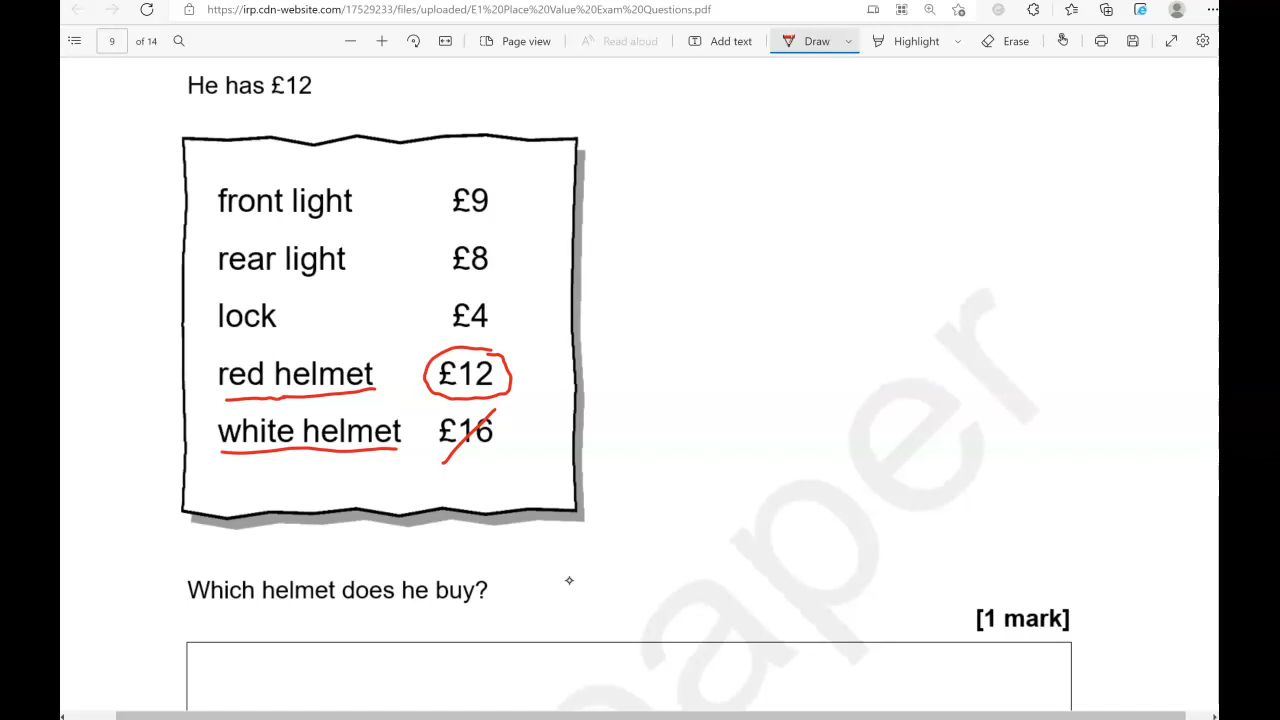 https://irp.cdn-website.com/17529233/files/uploaded/E1%20Place%20Value%20Exam%20Questions.pdf
9 of 14 Page view Read aloud Add text Draw Highlight Erase
He has £12
front light £9
rear light £8
lock £4
red helmet £12
white helmet £16
Which helmet does he buy?
[1 mark]
paper